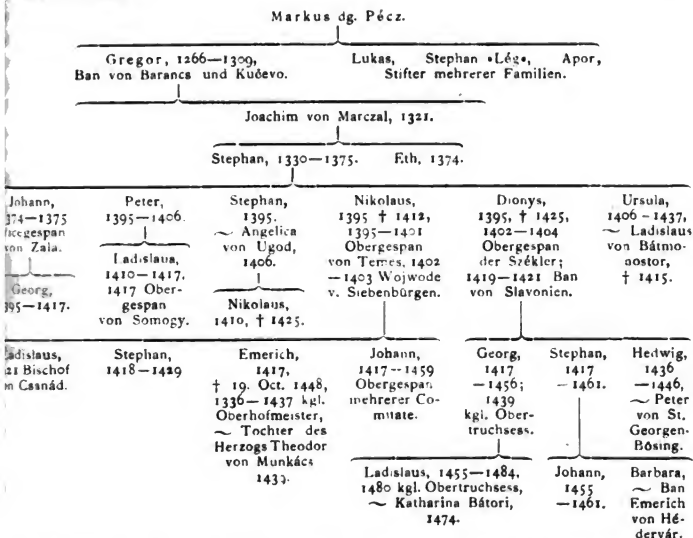 Markus dg. Pécz.
Gregor, 1266—1309,
Ban von Barancs und Kučevo.
Lukas, Stephan «Lég», Apor,
Stifter mehrerer Familien.
Joachim von Marczal, 1321.
Stephan, 1330—1375. Eth, 1374.
Johann,
374—1375
icegespan
von Zala.
Georg,
395—1417.
Peter,
1395—1406.
Ladislaus,
1410—1417,
1417 Ober-
gespan
von Somogy.
Stephan,
1395.
~ Angelica
von Ugod,
1406.
Nikolaus,
1410, † 1425.
Nikolaus,
1395 † 1412,
1395—1401
Obergespan
von Temes, 1402
—1403 Wojwode
v. Siebenbürgen.
Dionys,
1395, † 1425,
1402—1404
Obergespan
der Székler;
1419—1421 Ban
von Slavonien.
Ursula,
1406-1437,
~ Ladislaus
von Bátmo-
nostor,
† 1415.
adislaus,
21 Bischof
n Csanád.
Stephan,
1418—1429
Emerich,
1417,
† 19. Oct. 1448,
1336—1437 kgl.
Oberhofmeister,
~ Tochter des
Herzogs Theodor
von Munkács
Johann,
1417--1459
Obergespan
mehrerer Co-
mitate.
Georg,
1417
—1456;
1439
kgl. Ober-
truchsess.
Stephan,
1417
—1461.
Hedwig,
1436
—1446,
~ Peter
von St.
Georgen-
Bösing.
Ladislaus, 1455—1484,
1480 kgl. Obertruchsess,
~ Katharina Bátori,
1474.
Johann,
1455
—1461.
Barbara,
~ Ban
Emerich
von Hé-
dervár.